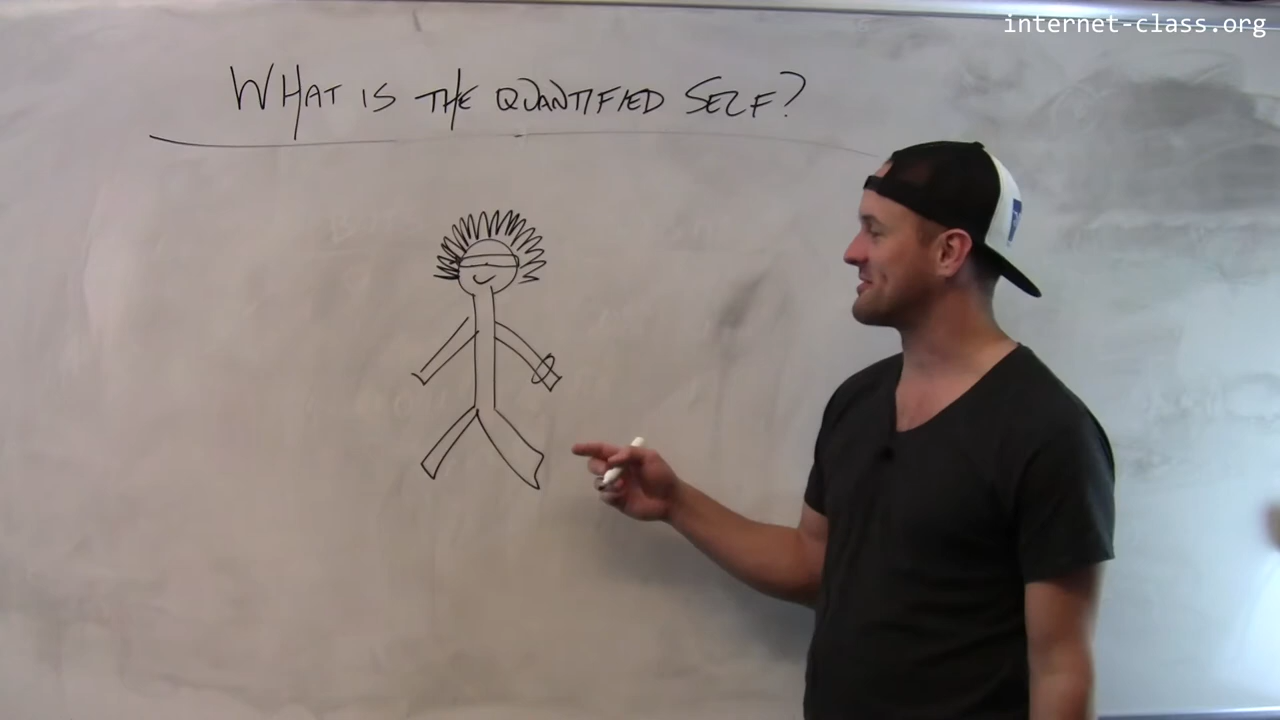 internet-class.org
WHAT IS THE QUANTIFIED SELF?